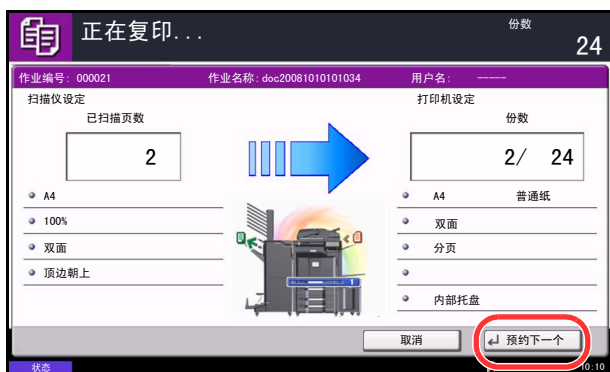 正在复印...
份数
24
作业编号: 000021 作业名称: doc20081010101034 用户名: -----
扫描仪设定
打印机设定
已扫描页数
份数
2
2/ 24
A4
A4 普通纸
100%
双面
双面
分页
顶边朝上
内部托盘
取消
预约下一个
状态
10:10